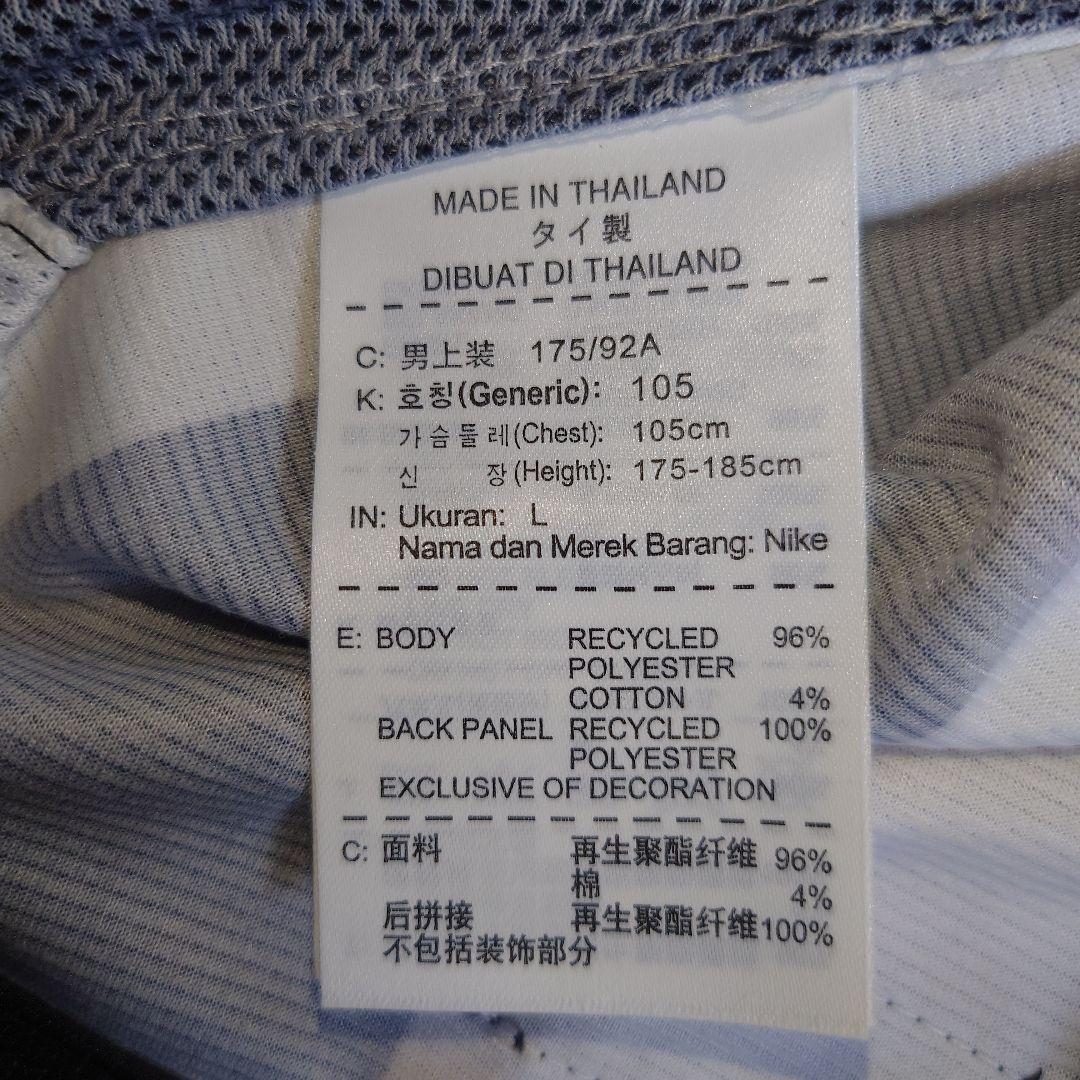 MADE IN THAILAND
タイ製
DIBUAT DI THAILAND
C: 男上装 175/92A
K: 호칭(Generic): 105
가슴둘레(Chest): 105cm
신 장(Height): 175-185cm
IN: Ukuran: L
Nama dan Merek Barang: Nike
E: BODY RECYCLED 96%
POLYESTER
COTTON 4%
BACK PANEL RECYCLED 100%
POLYESTER
EXCLUSIVE OF DECORATION
C: 面料 再生聚酯纤维 96%
棉 4%
后拼接 再生聚酯纤维100%
不包括装饰部分